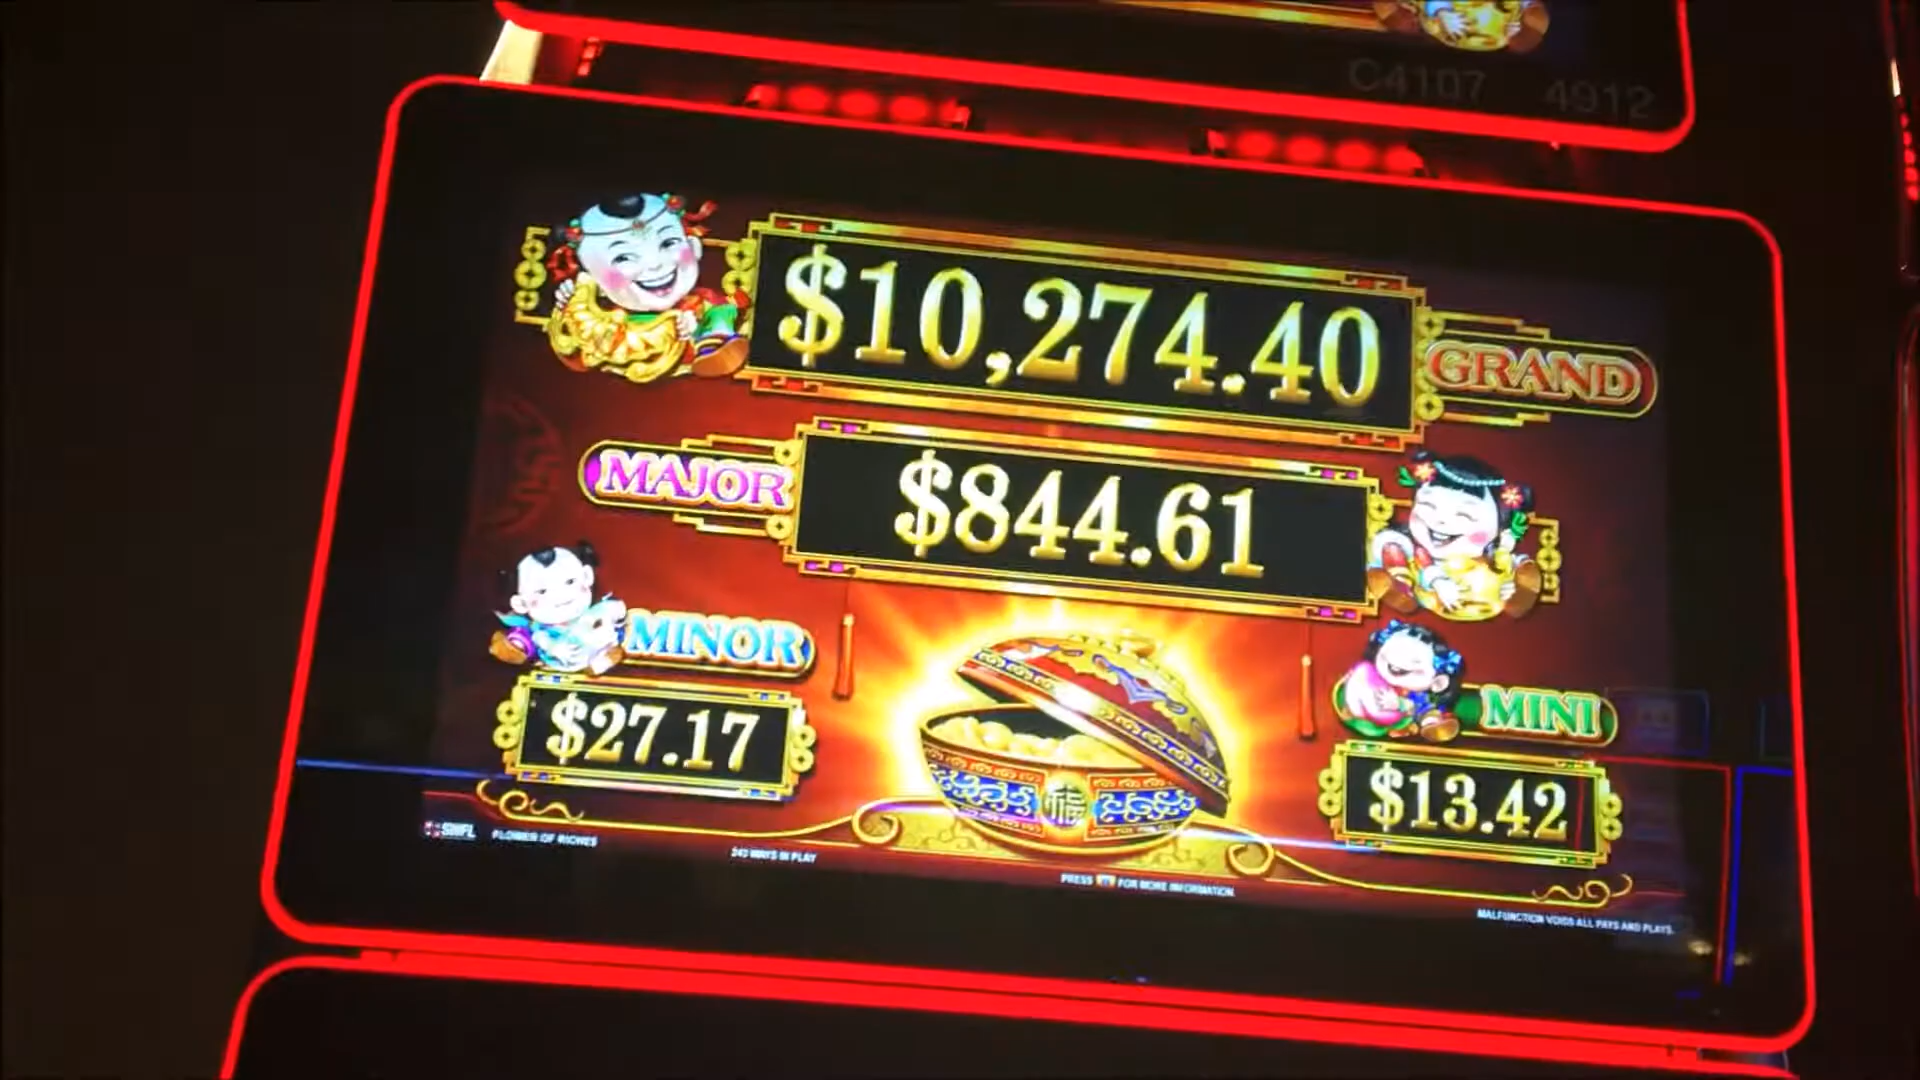 C4107 4912
$10,274.40 GRAND
MAJOR $844.61
MINOR
$27.17
MINI
$13.42
福
FLOWER OF RICHES
243 WAYS IN PLAY
PRESS FOR MORE INFORMATION
MALFUNCTION VOIDS ALL PAYS AND PLAYS.